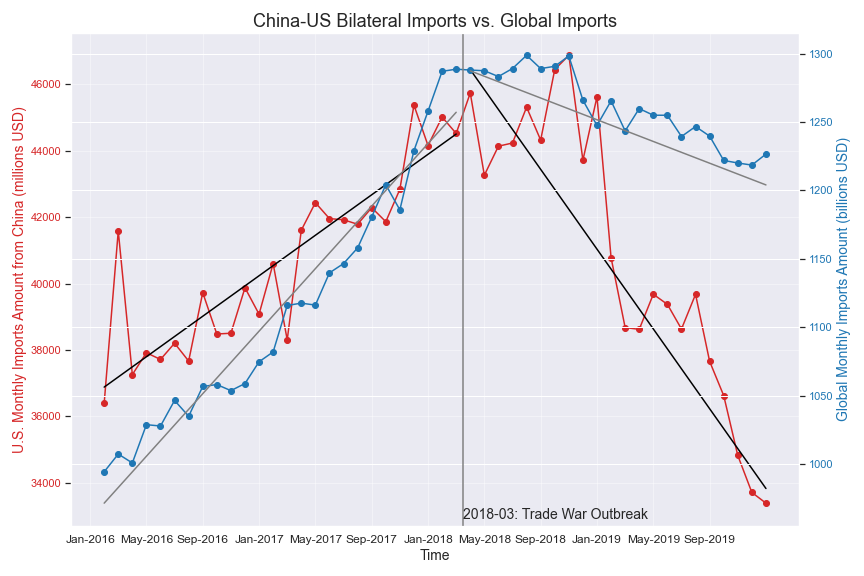 China-US Bilateral Imports vs. Global Imports
U.S. Monthly Imports Amount from China (millions USD)
46000
44000
42000
40000
38000
36000
34000
1300
1250
1200
1150
1100
1050
1000
Global Monthly Imports Amount (billions USD)
2018-03: Trade War Outbreak
Jan-2016 May-2016 Sep-2016 Jan-2017 May-2017 Sep-2017 Jan-2018 May-2018 Sep-2018 Jan-2019 May-2019 Sep-2019
Time